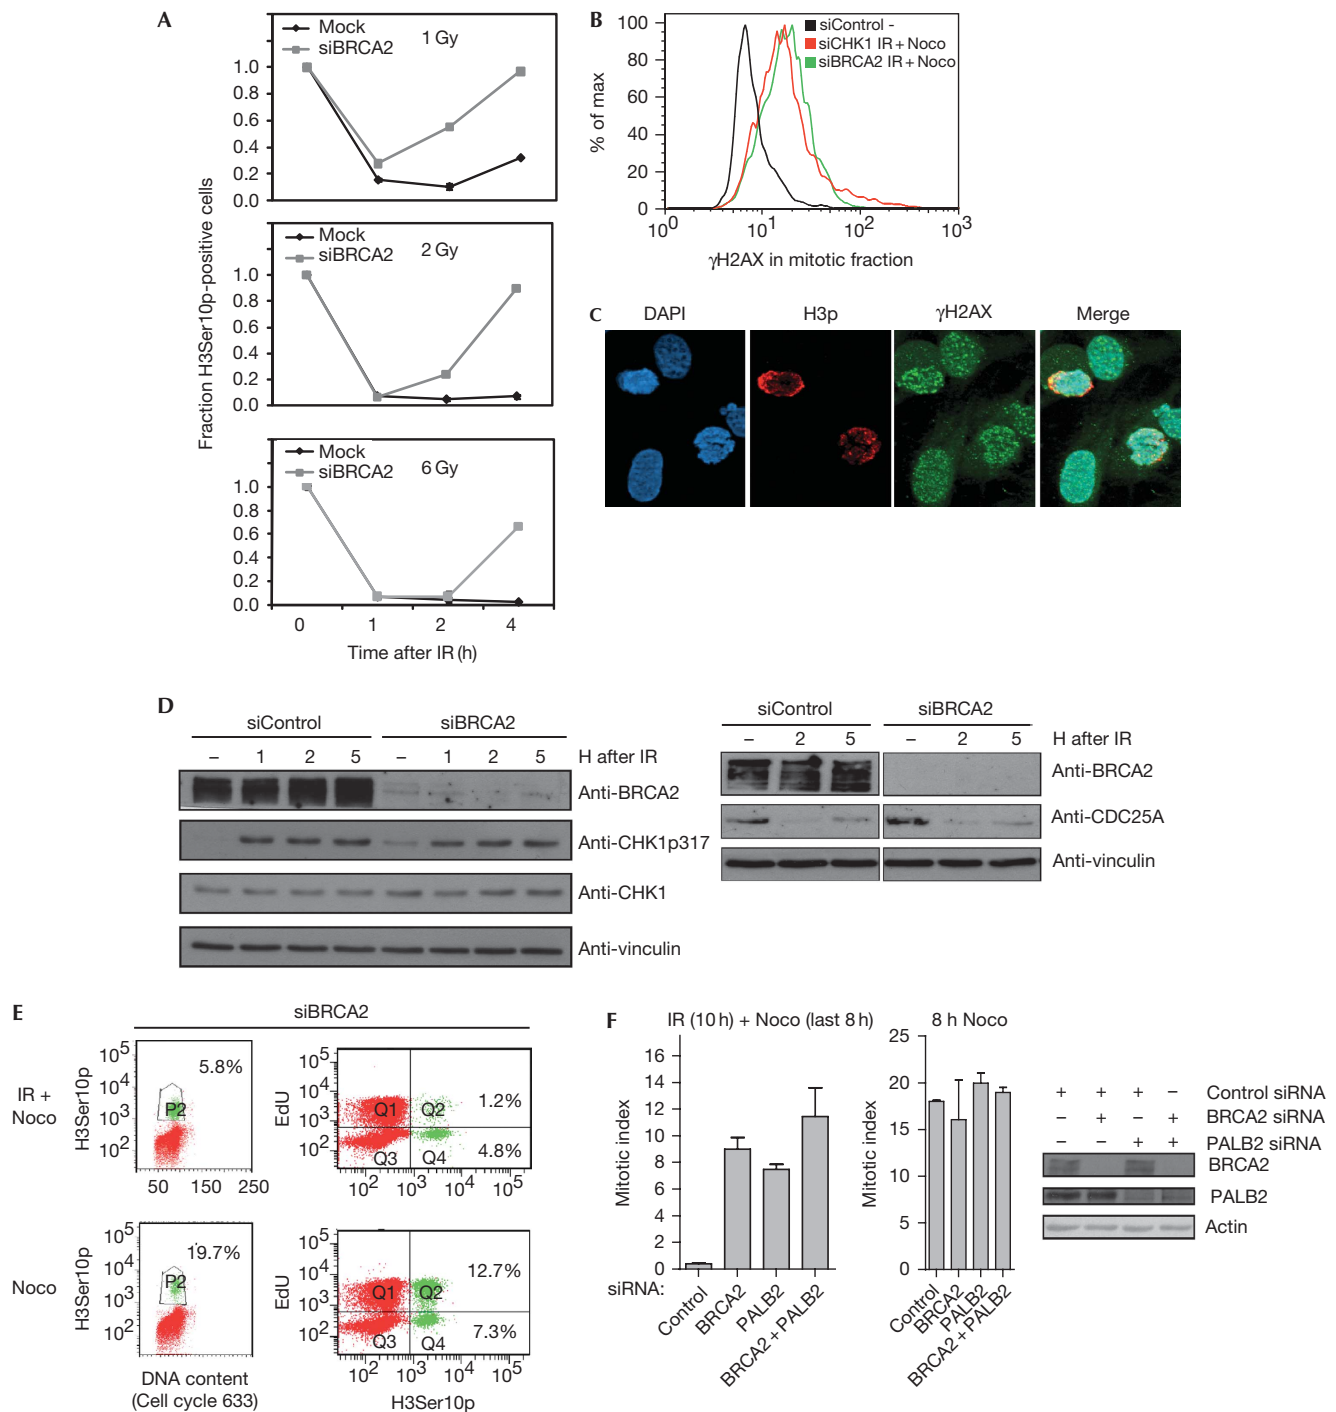 A
Mock
siBRCA2
1 Gy
1.0
0.8
0.6
0.4
0.2
0.0
Mock
siBRCA2
2 Gy
1.0
0.8
0.6
0.4
0.2
0.0
Mock
siBRCA2
6 Gy
1.0
0.8
0.6
0.4
0.2
0.0
0 1 2 4
Time after IR (h)
Fraction H3Ser10p-positive cells
B
siControl -
siCHK1 IR + Noco
siBRCA2 IR + Noco
100
80
60
40
20
0
% of max
10^0 10^1 10^2 10^3
γH2AX in mitotic fraction
C
DAPI H3p γH2AX Merge
D
siControl siBRCA2
– 1 2 5 – 1 2 5 H after IR
Anti-BRCA2
Anti-CHK1p317
Anti-CHK1
Anti-vinculin
siControl siBRCA2
– 2 5 – 2 5 H after IR
Anti-BRCA2
Anti-CDC25A
Anti-vinculin
E
siBRCA2
IR +
Noco
H3Ser10p
10^5
10^4
10^3
10^2
5.8%
P2
50 150 250
EdU
10^5
10^4
10^3
10^2
Q1 Q2
1.2%
Q3 Q4
4.8%
10^2 10^3 10^4 10^5
Noco
H3Ser10p
10^5
10^4
10^3
10^2
19.7%
P2
DNA content
(Cell cycle 633)
EdU
10^5
10^4
10^3
10^2
Q1 Q2
12.7%
Q3 Q4
7.3%
10^2 10^3 10^4 10^5
H3Ser10p
F
IR (10 h) + Noco (last 8 h)
Mitotic index
16
14
12
10
8
6
4
2
0
siRNA:
Control
BRCA2
PALB2
BRCA2 + PALB2
8 h Noco
Mitotic index
25
20
15
10
5
0
Control
BRCA2
PALB2
BRCA2 + PALB2
+ + + – Control siRNA
– + – + BRCA2 siRNA
– – + + PALB2 siRNA
BRCA2
PALB2
Actin